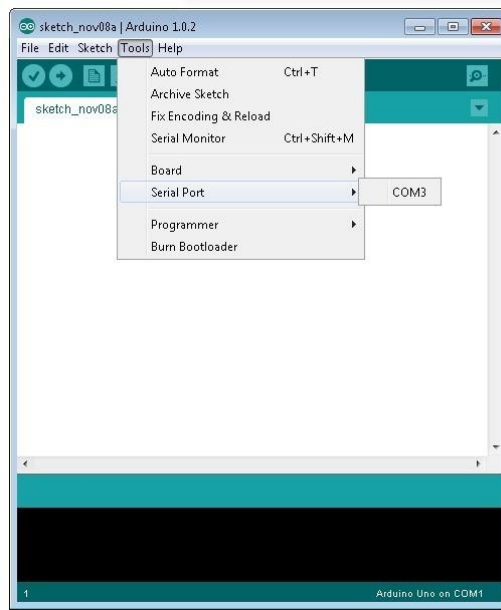 sketch_nov08a | Arduino 1.0.2
File Edit Sketch Tools Help
sketch_nov08a
Auto Format Ctrl+T
Archive Sketch
Fix Encoding & Reload
Serial Monitor Ctrl+Shift+M
Board
Serial Port
COM3
Programmer
Burn Bootloader
1
Arduino Uno on COM1